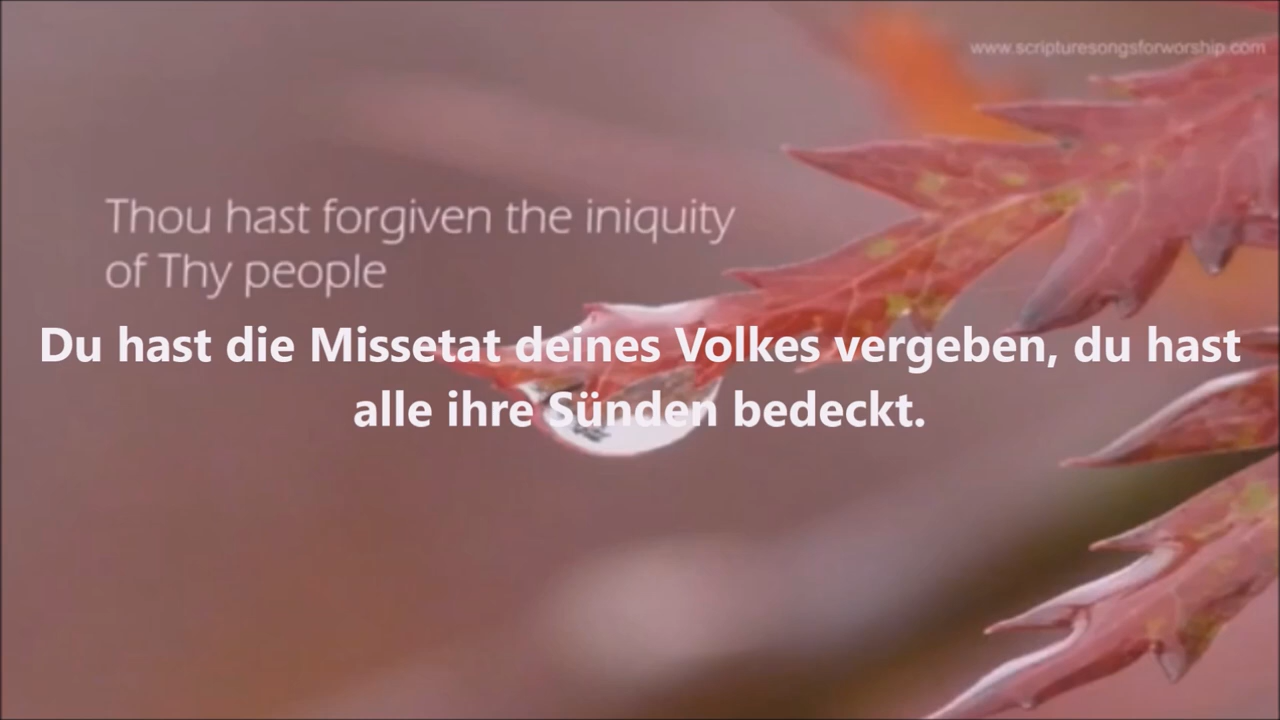 www.scripturesongsforworship.com
Thou hast forgiven the iniquity
of Thy people
Du hast die Missetat deines Volkes vergeben, du hast
alle ihre Sünden bedeckt.